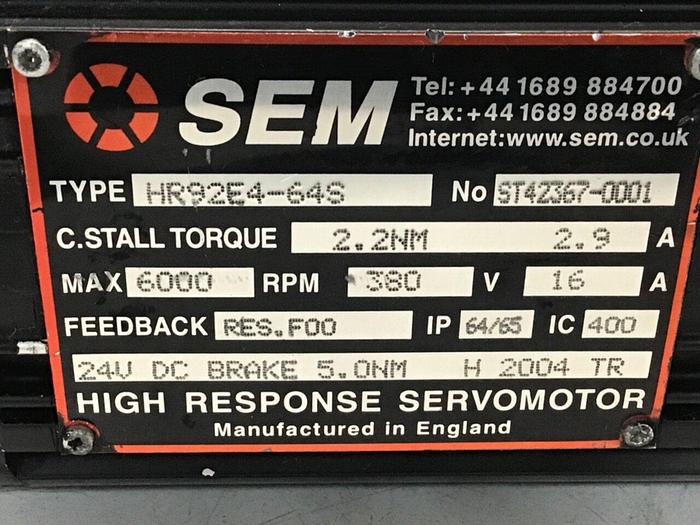 SEM
Tel: +44 1689 884700
Fax: +44 1689 884884
Internet: www.sem.co.uk
TYPE HR92E4-64S No ST42367-0001
C.STALL TORQUE 2.2NM 2.9 A
MAX 6000 RPM 380 V 16 A
FEEDBACK RES.F00 IP 64/65 IC 400
24V DC BRAKE 5.0NM H 2004 TR
HIGH RESPONSE SERVOMOTOR
Manufactured in England